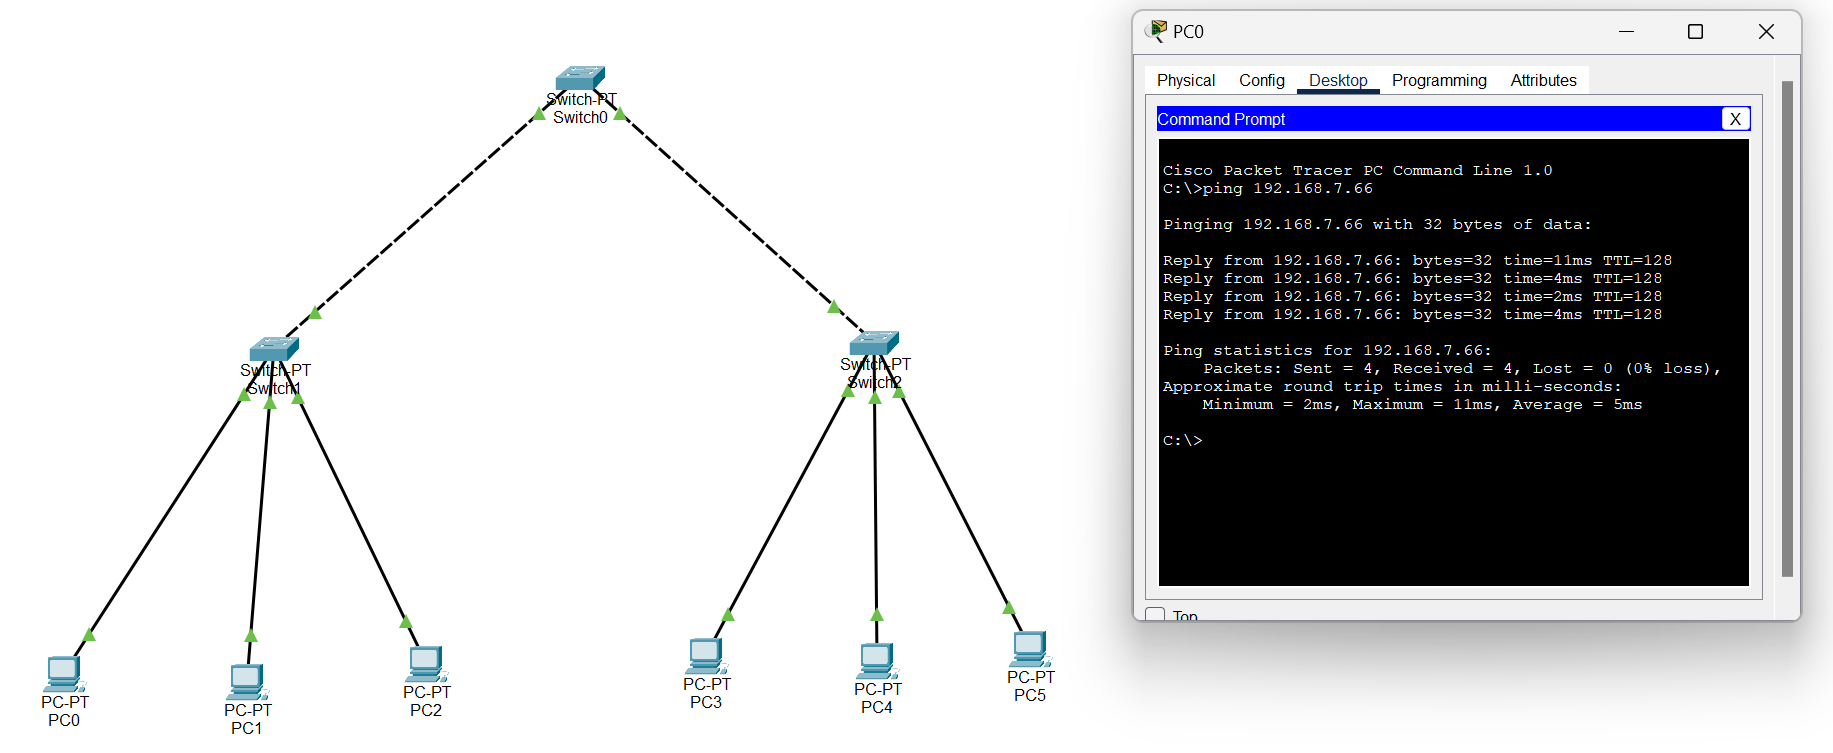 Switch-PT
Switch0
Switch-PT
Switch1
Switch-PT
Switch2
PC-PT
PC0
PC-PT
PC1
PC-PT
PC2
PC-PT
PC3
PC-PT
PC4
PC-PT
PC5
PC0
Physical Config Desktop Programming Attributes
Command Prompt X
Cisco Packet Tracer PC Command Line 1.0
C:\>ping 192.168.7.66
Pinging 192.168.7.66 with 32 bytes of data:
Reply from 192.168.7.66: bytes=32 time=11ms TTL=128
Reply from 192.168.7.66: bytes=32 time=4ms TTL=128
Reply from 192.168.7.66: bytes=32 time=2ms TTL=128
Reply from 192.168.7.66: bytes=32 time=4ms TTL=128
Ping statistics for 192.168.7.66:
Packets: Sent = 4, Received = 4, Lost = 0 (0% loss),
Approximate round trip times in milli-seconds:
Minimum = 2ms, Maximum = 11ms, Average = 5ms
C:\>
Top